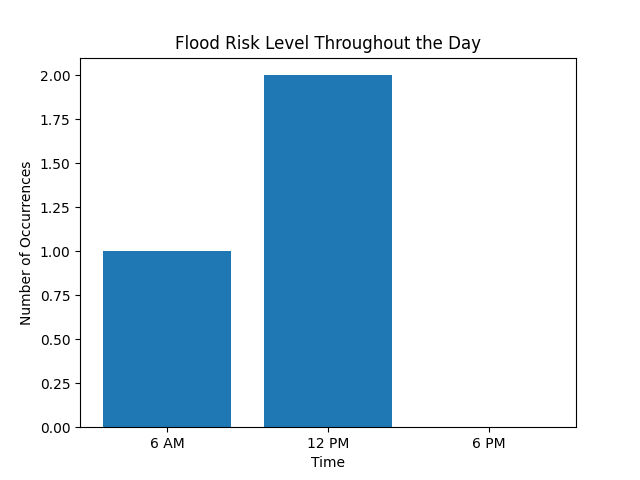 Flood Risk Level Throughout the Day
2.00
1.75
1.50
1.25
1.00
0.75
0.50
0.25
0.00
Number of Occurrences
6 AM 12 PM 6 PM
Time